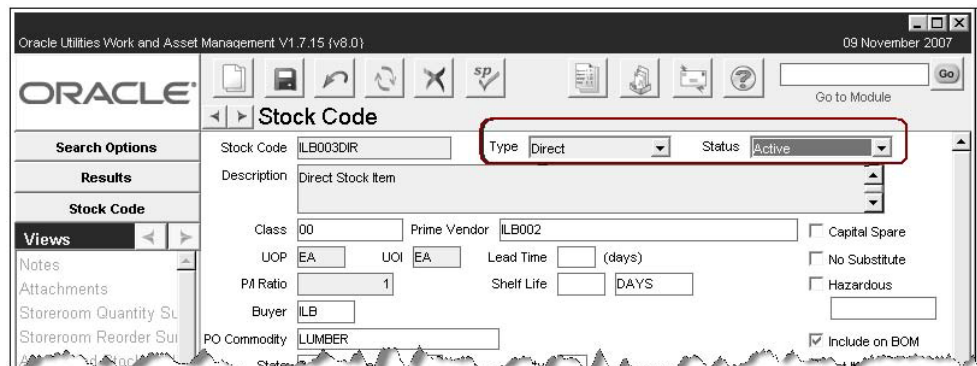 Oracle Utilities Work and Asset Management V1.7.15 (v8.0)
09 November 2007
ORACLE
sp
Go
Go to Module
Stock Code
Search Options
Results
Stock Code
Views
Notes
Attachments
Storeroom Quantity Su
Storeroom Reorder Sui
Stock Code ILB003DIR Type Direct Status Active
Description Direct Stock Item
Class 00 Prime Vendor ILB002 Capital Spare
UOP EA UOI EA Lead Time (days) No Substitute
P/I Ratio 1 Shelf Life DAYS Hazardous
Buyer ILB
PO Commodity LUMBER Include on BOM